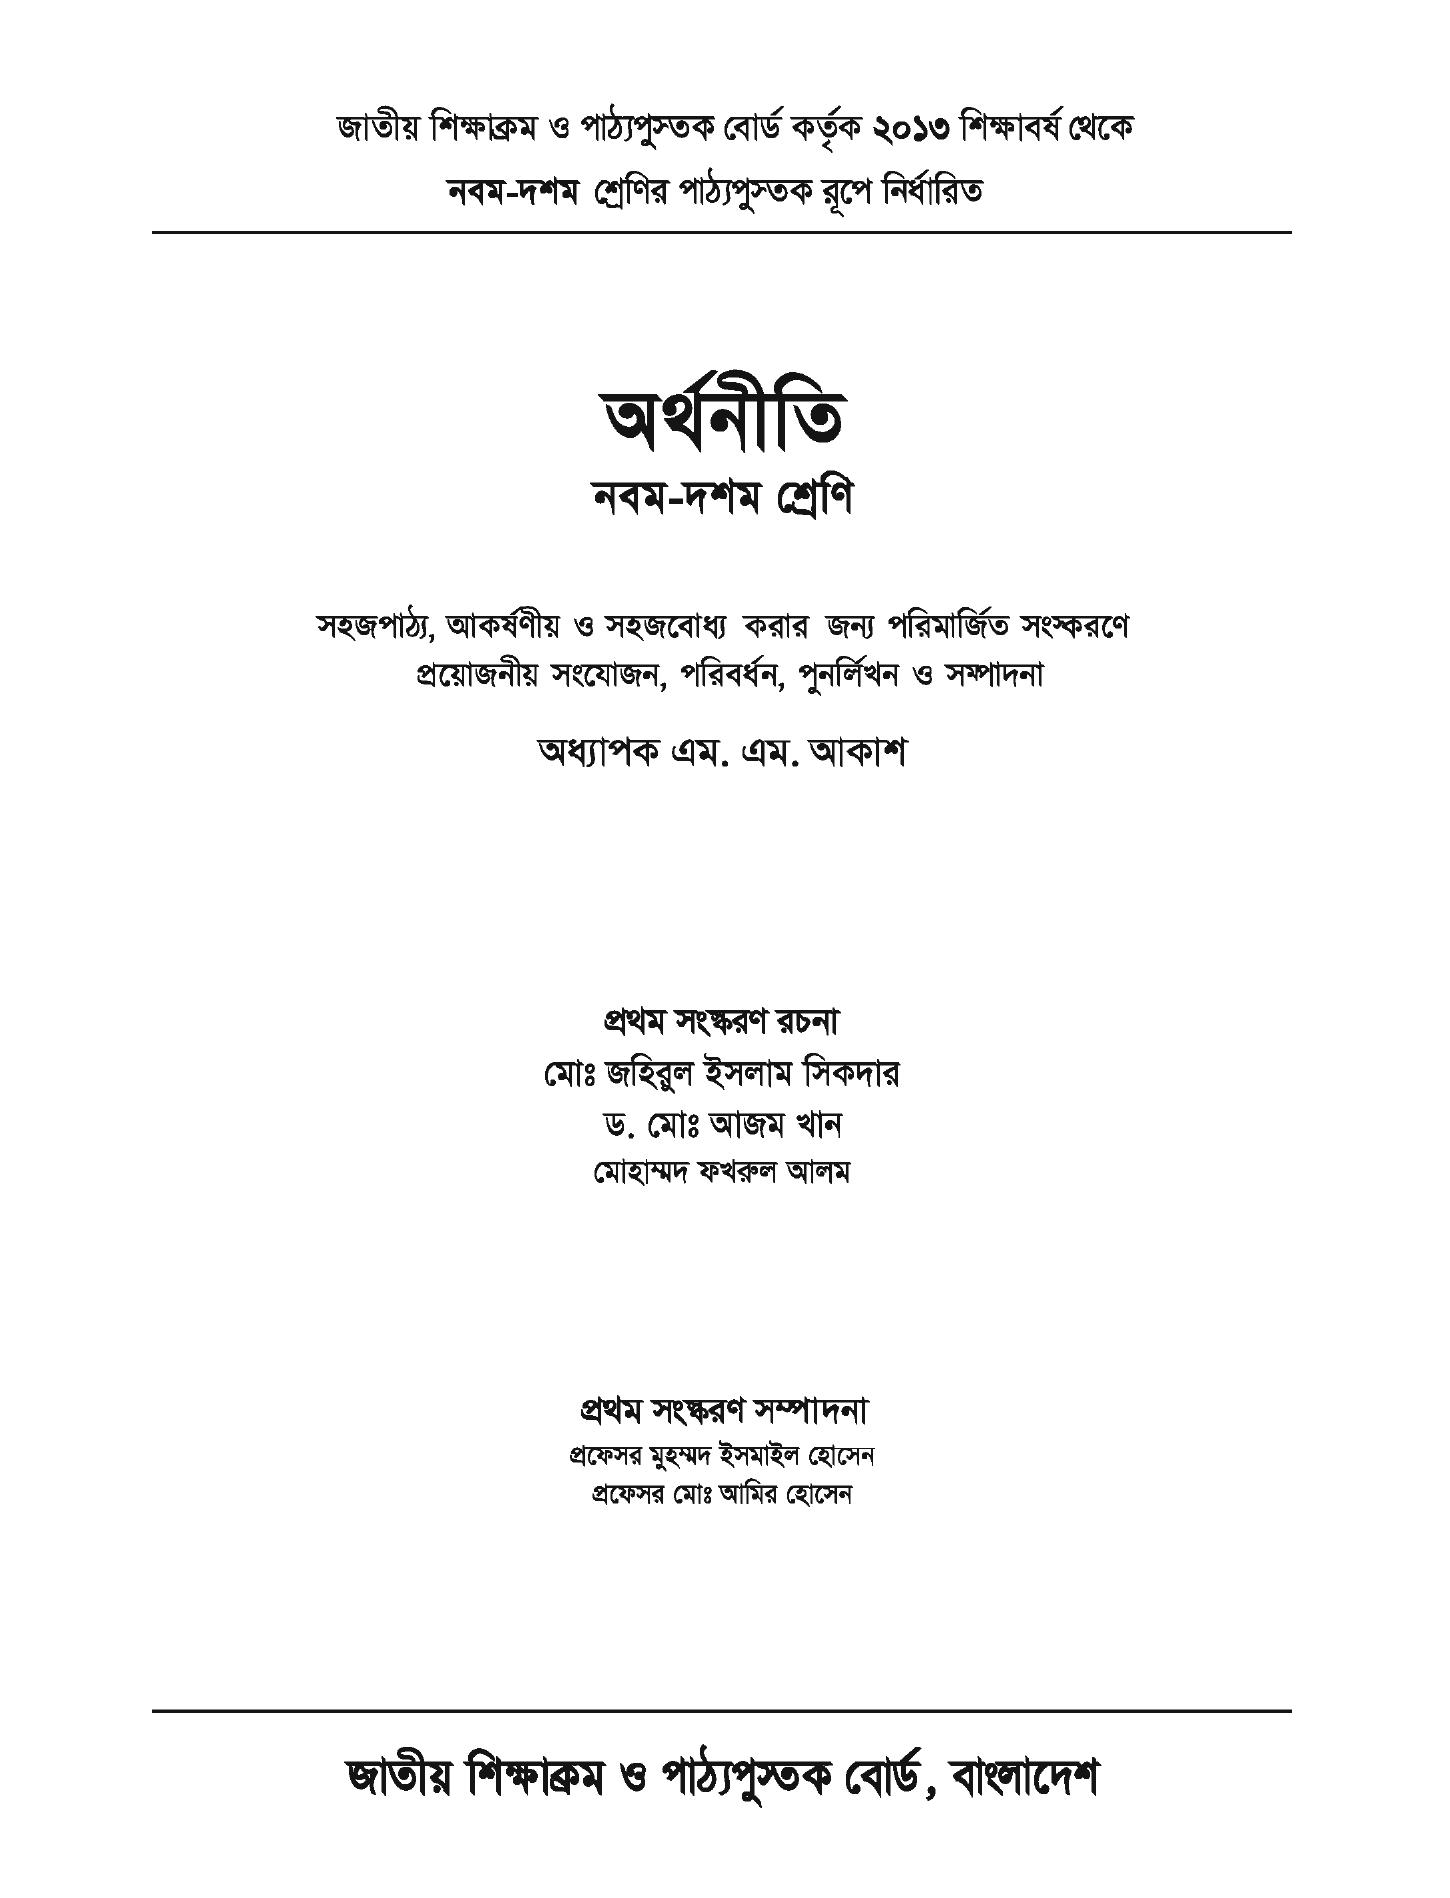 জাতীয় শিক্ষাক্রম ও পাঠ্যপুস্তক বোর্ড কর্তৃক ২০১৩ শিক্ষাবর্ষ থেকে
নবম-দশম শ্রেণির পাঠ্যপুস্তক রূপে নির্ধারিত
অর্থনীতি
নবম-দশম শ্রেণি
সহজপাঠ্য, আকর্ষণীয় ও সহজবোধ্য করার জন্য পরিমার্জিত সংস্করণে
প্রয়োজনীয় সংযোজন, পরিবর্ধন, পুনর্লিখন ও সম্পাদনা
অধ্যাপক এম. এম. আকাশ
প্রথম সংস্করণ রচনা
মোঃ জহিরুল ইসলাম সিকদার
ড. মোঃ আজম খান
মোহাম্মদ ফখরুল আলম
প্রথম সংস্করণ সম্পাদনা
প্রফেসর মুহম্মদ ইসমাইল হোসেন
প্রফেসর মোঃ আমির হোসেন
জাতীয় শিক্ষাক্রম ও পাঠ্যপুস্তক বোর্ড, বাংলাদেশ